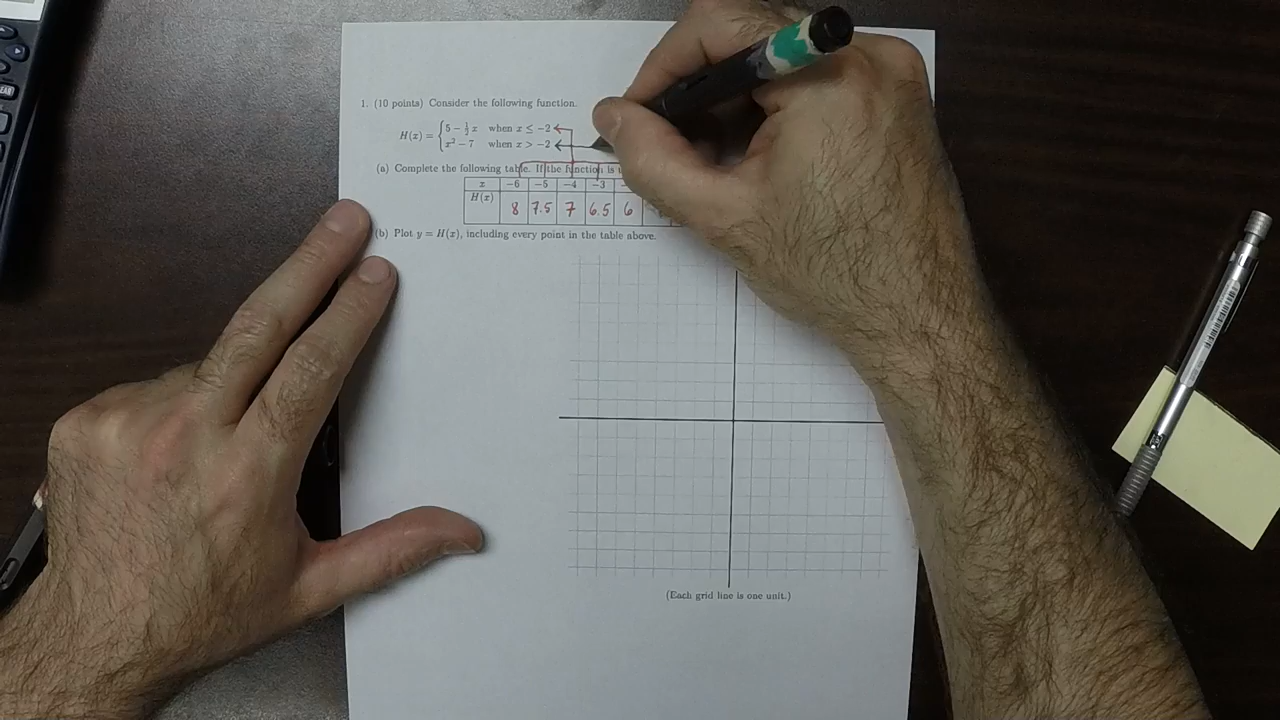 1. (10 points) Consider the following function.
H(x) = { 5 − ½x when x ≤ −2
x² − 7 when x > −2
(a) Complete the following table. If the function is
x −6 −5 −4 −3
H(x) 8 7.5 7 6.5 6
(b) Plot y = H(x), including every point in the table above.
(Each grid line is one unit.)